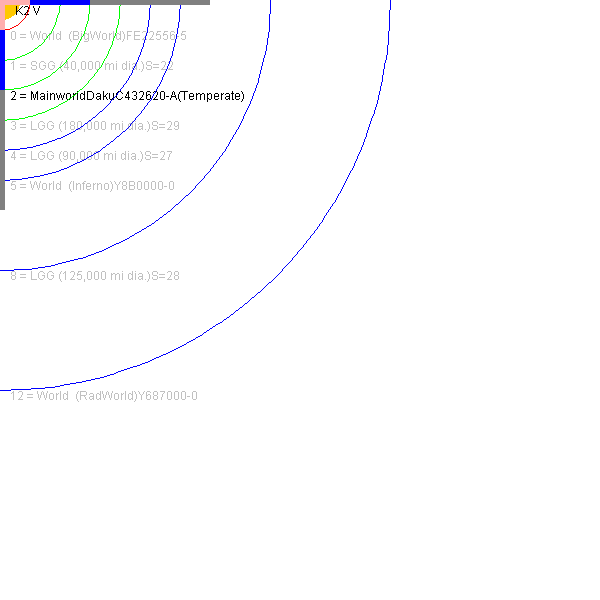 K2 V
0 = World (BigWorld)FE22556-5
1 = SGG (40,000 mi dia.)S=22
2 = MainworldDakuC432620-A(Temperate)
3 = LGG (180,000 mi dia.)S=29
4 = LGG (90,000 mi dia.)S=27
5 = World (Inferno)Y8B0000-0
8 = LGG (125,000 mi dia.)S=28
12 = World (RadWorld)Y687000-0